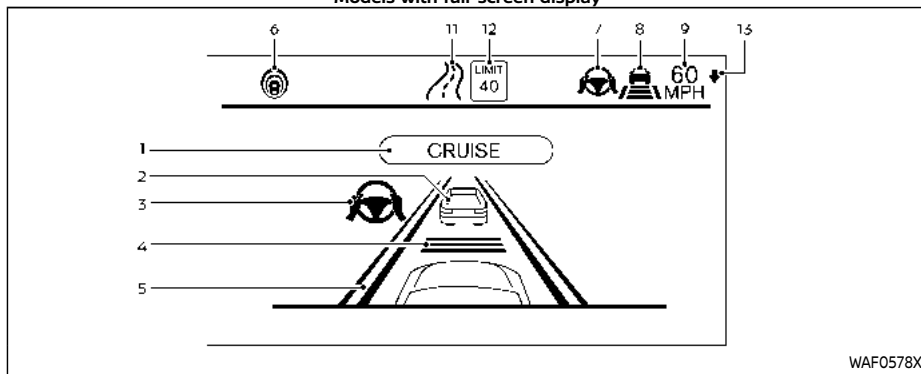 Models with full screen display
6 11 12 7 8 9 13
LIMIT
40
60
MPH
1 CRUISE
2
3
4
5
WAF0578X